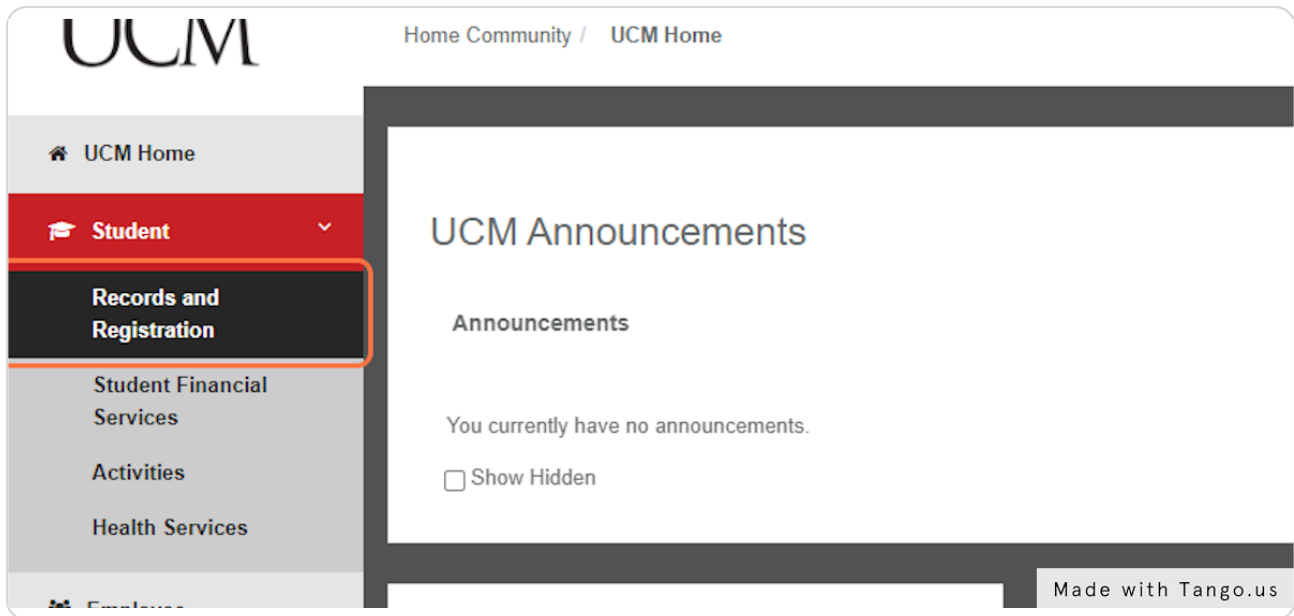 UCM
Home Community / UCM Home
UCM Home
Student
Records and
Registration
Student Financial
Services
Activities
Health Services
Employee
UCM Announcements
Announcements
You currently have no announcements.
Show Hidden
Made with Tango.us